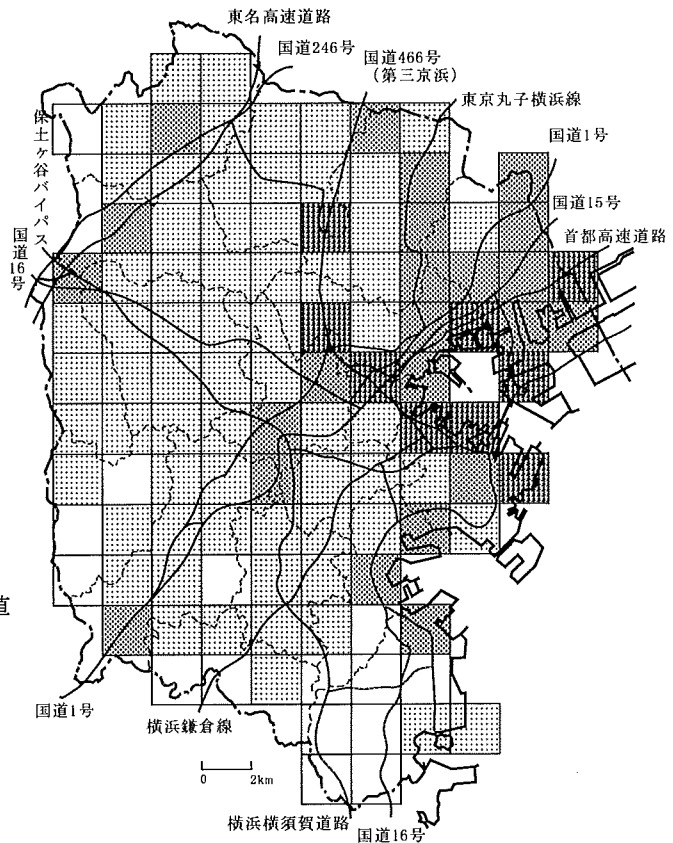 東名高速道路
国道246号
国道466号
(第三京浜)
東京丸子横浜線
国道1号
国道15号
首都高速道路
保土ヶ谷バイパス
国道16号
直
国道1号
横浜鎌倉線
0 2km
横浜横須賀道路
国道16号